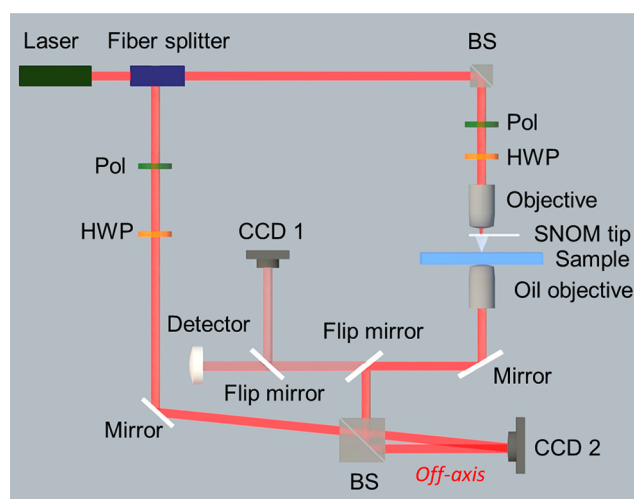 Laser
Fiber splitter
BS
Pol
HWP
Objective
SNOM tip
Sample
Oil objective
Pol
HWP
CCD 1
Detector
Flip mirror
Flip mirror
Mirror
Mirror
BS
Off-axis
CCD 2